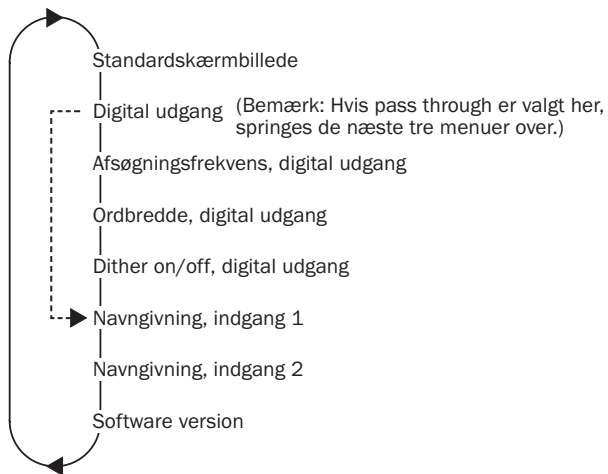 Standardskærmbillede
Digital udgang (Bemærk: Hvis pass through er valgt her,
springes de næste tre menuer over.)
Afsøgningsfrekvens, digital udgang
Ordbredde, digital udgang
Dither on/off, digital udgang
Navngivning, indgang 1
Navngivning, indgang 2
Software version